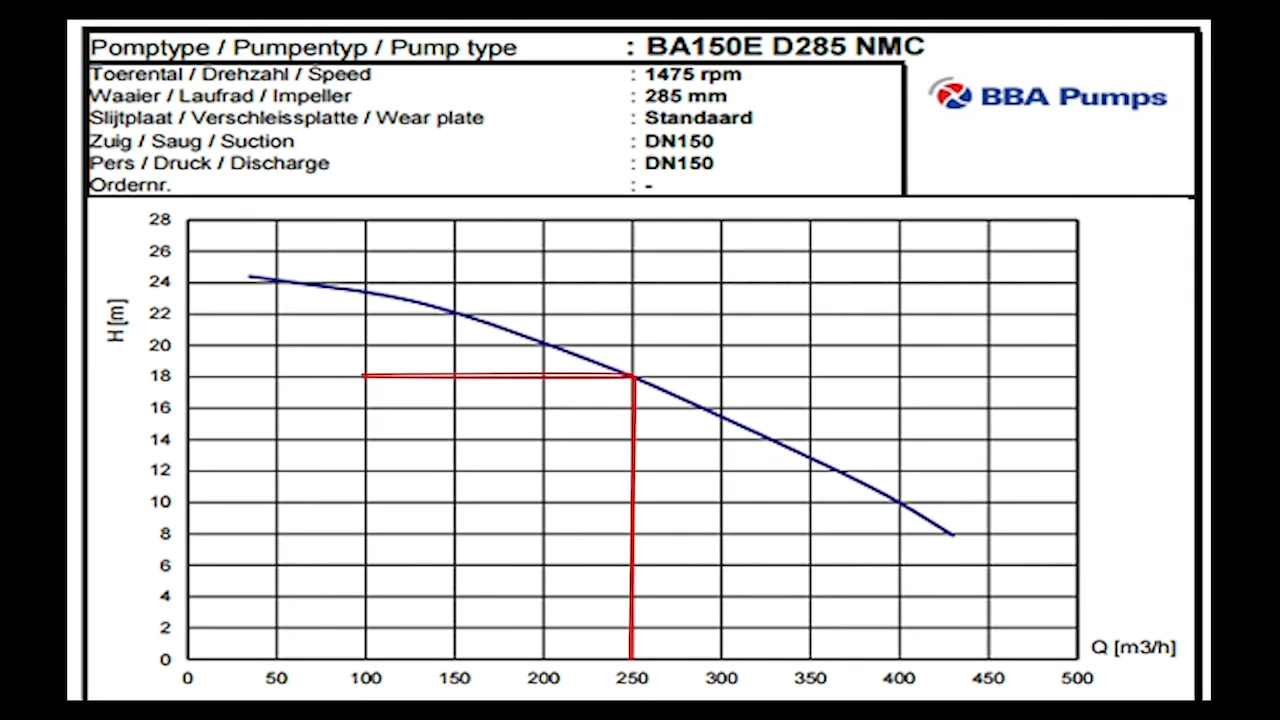 Pomptype / Pumpentyp / Pump type : BA150E D285 NMC
Toerental / Drehzahl / Speed : 1475 rpm
Waaier / Laufrad / Impeller : 285 mm
Slijtplaat / Verschleissplatte / Wear plate : Standaard
Zuig / Saug / Suction : DN150
Pers / Druck / Discharge : DN150
Ordernr. : -
BBA Pumps
28
26
24
22
20
18
16
14
12
10
8
6
4
2
0
H [m]
0 50 100 150 200 250 300 350 400 450 500
Q [m3/h]